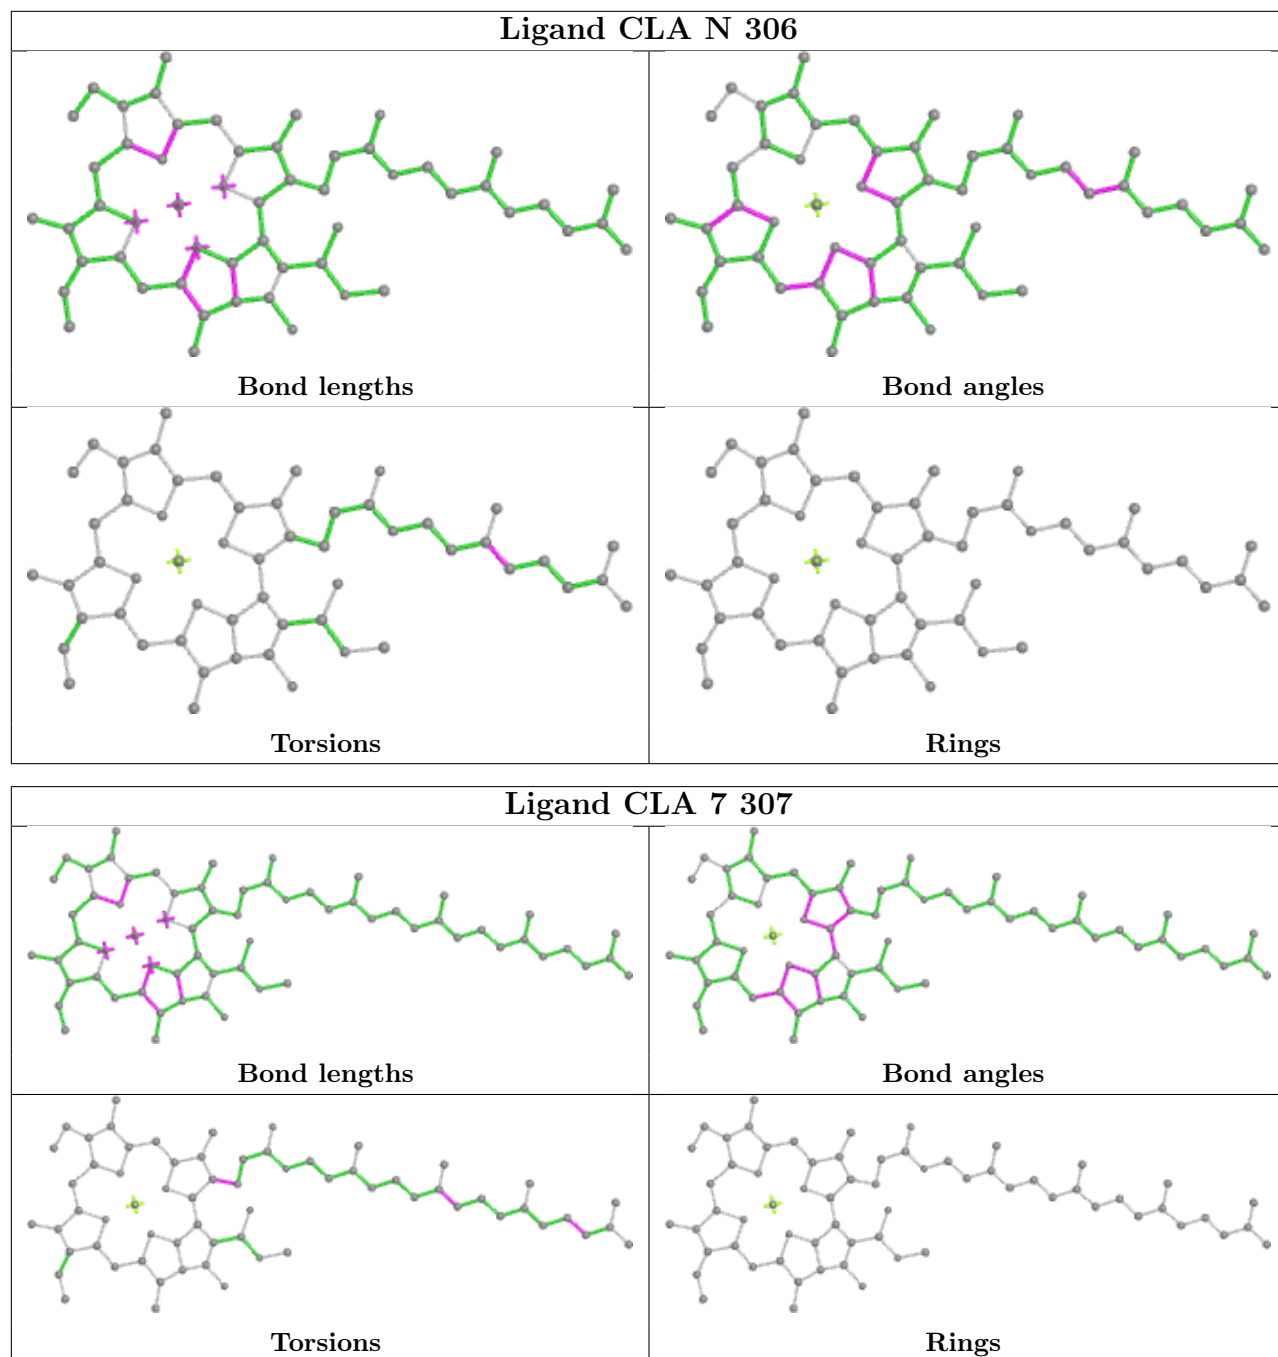 Ligand CLA N 306
Bond lengths
Bond angles
Torsions
Rings
Ligand CLA 7 307
Bond lengths
Bond angles
Torsions
Rings